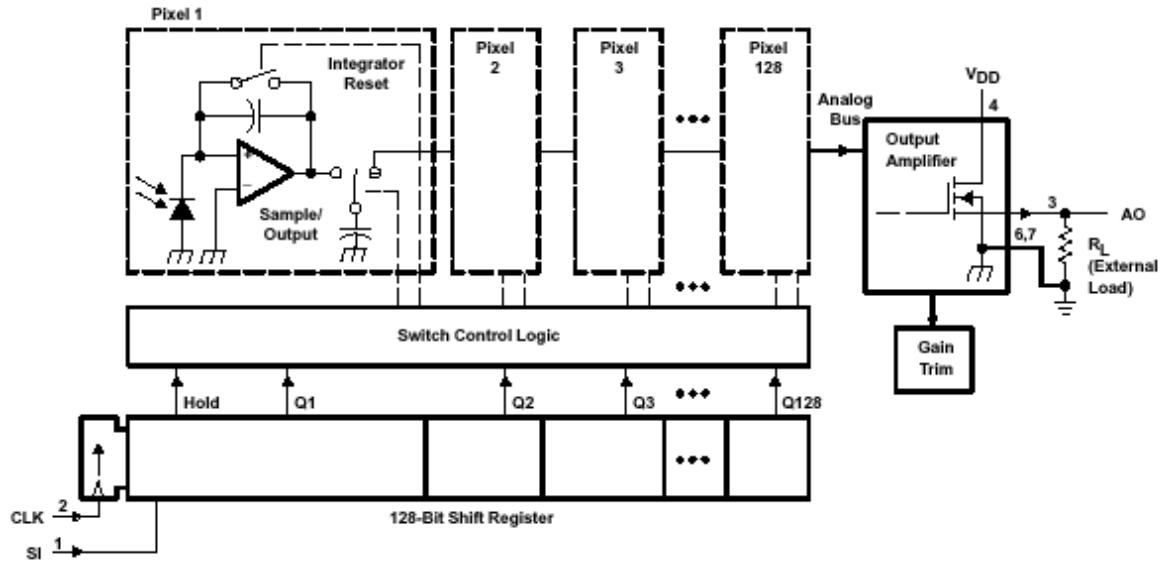 Pixel 1
Integrator
Reset
+
−
Sample/
Output
Pixel
2
Pixel
3
Pixel
128
Analog
Bus
VDD
4
Output
Amplifier
3
AO
6,7
RL
(External
Load)
Gain
Trim
Switch Control Logic
Hold
Q1
Q2
Q3
Q128
CLK
2
SI
1
128-Bit Shift Register